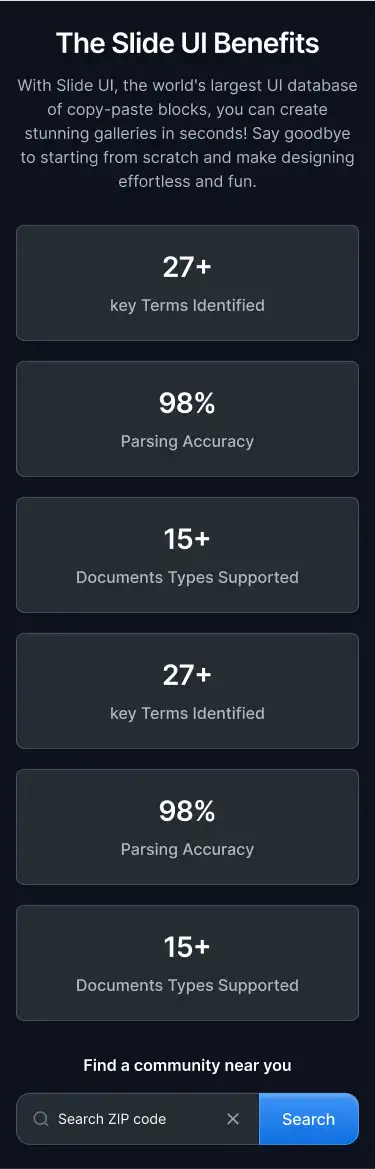 The Slide UI Benefits
With Slide UI, the world's largest UI database
of copy-paste blocks, you can create
stunning galleries in seconds! Say goodbye
to starting from scratch and make designing
effortless and fun.
27+
key Terms Identified
98%
Parsing Accuracy
15+
Documents Types Supported
27+
key Terms Identified
98%
Parsing Accuracy
15+
Documents Types Supported
Find a community near you
Search ZIP code
Search